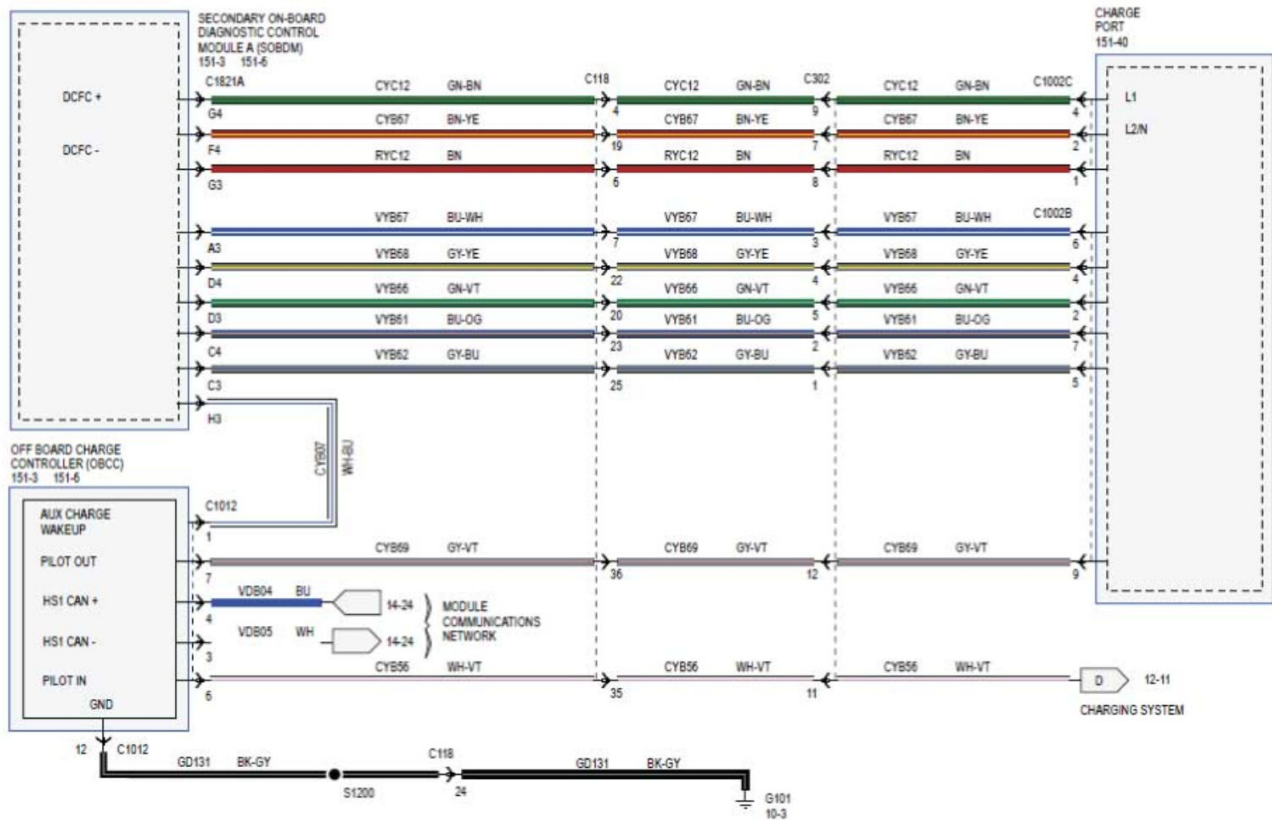 SECONDARY ON-BOARD
DIAGNOSTIC CONTROL
MODULE A (SOBDM)
151-3 151-6
CHARGE
PORT
151-40
C1821A C118 C302 C1002C
DCFC + CYC12 GN-BN CYC12 GN-BN CYC12 GN-BN L1
G4 4 9 4
CYB67 BN-YE CYB67 BN-YE CYB67 BN-YE L2/N
DCFC - F4 19 7 2
RYC12 BN RYC12 BN RYC12 BN
G3 6 8 1
VYB67 BU-WH VYB67 BU-WH VYB67 BU-WH C1002B
A3 7 3 6
VYB68 GY-YE VYB68 GY-YE VYB68 GY-YE
D4 22 4 4
VYB66 GN-VT VYB66 GN-VT VYB66 GN-VT
D3 20 5 2
VYB61 BU-OG VYB61 BU-OG VYB61 BU-OG
C4 23 2 7
VYB62 GY-BU VYB62 GY-BU VYB62 GY-BU
C3 25 1 5
H3
CYB07 WH-BU
OFF BOARD CHARGE
CONTROLLER (OBCC)
151-3 151-6
C1012
AUX CHARGE
WAKEUP
1
PILOT OUT CYB69 GY-VT CYB69 GY-VT CYB69 GY-VT
7 36 12 9
HS1 CAN + VDB04 BU 14-24
4
MODULE
COMMUNICATIONS
NETWORK
HS1 CAN - VDB05 WH 14-24
3
PILOT IN CYB56 WH-VT CYB56 WH-VT CYB56 WH-VT D 12-11
6 35 11
CHARGING SYSTEM
GND
12 C1012
GD131 BK-GY C118 GD131 BK-GY
S1200 24
G101
10-3